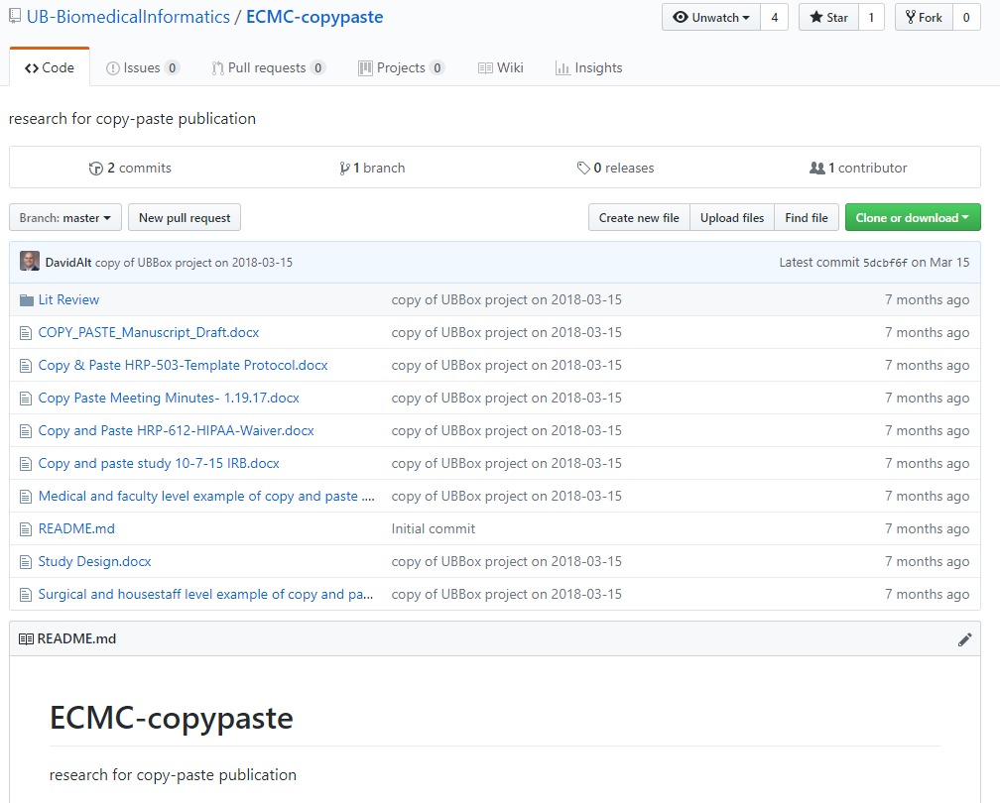 UB-BiomedicalInformatics / ECMC-copypaste
Unwatch 4 Star 1 Fork 0
Code Issues 0 Pull requests 0 Projects 0 Wiki Insights
research for copy-paste publication
2 commits 1 branch 0 releases 1 contributor
Branch: master New pull request Create new file Upload files Find file Clone or download
DavidAlt copy of UBBox project on 2018-03-15 Latest commit 5dcbf6f on Mar 15
Lit Review copy of UBBox project on 2018-03-15 7 months ago
COPY_PASTE_Manuscript_Draft.docx copy of UBBox project on 2018-03-15 7 months ago
Copy & Paste HRP-503-Template Protocol.docx copy of UBBox project on 2018-03-15 7 months ago
Copy Paste Meeting Minutes- 1.19.17.docx copy of UBBox project on 2018-03-15 7 months ago
Copy and Paste HRP-612-HIPAA-Waiver.docx copy of UBBox project on 2018-03-15 7 months ago
Copy and paste study 10-7-15 IRB.docx copy of UBBox project on 2018-03-15 7 months ago
Medical and faculty level example of copy and paste .... copy of UBBox project on 2018-03-15 7 months ago
README.md Initial commit 7 months ago
Study Design.docx copy of UBBox project on 2018-03-15 7 months ago
Surgical and housestaff level example of copy and pa... copy of UBBox project on 2018-03-15 7 months ago
README.md
ECMC-copypaste
research for copy-paste publication